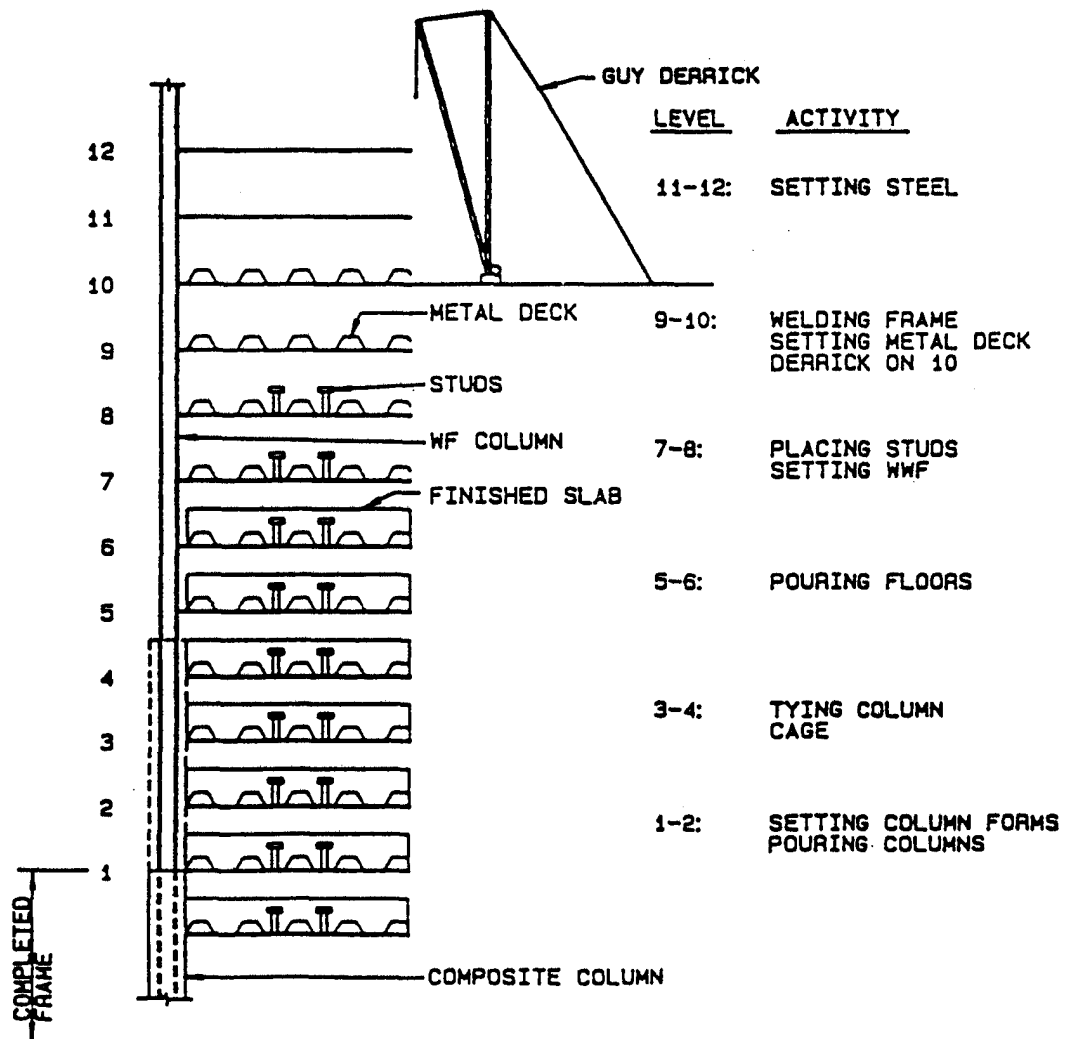 GUY DERRICK
LEVEL ACTIVITY
12
11-12: SETTING STEEL
11
10
METAL DECK
9-10: WELDING FRAME
SETTING METAL DECK
DERRICK ON 10
9
STUDS
8
WF COLUMN
7-8: PLACING STUDS
SETTING WWF
7
FINISHED SLAB
6
5-6: POURING FLOORS
5
4
3-4: TYING COLUMN
CAGE
3
2
1-2: SETTING COLUMN FORMS
POURING COLUMNS
1
COMPLETED
FRAME
COMPOSITE COLUMN